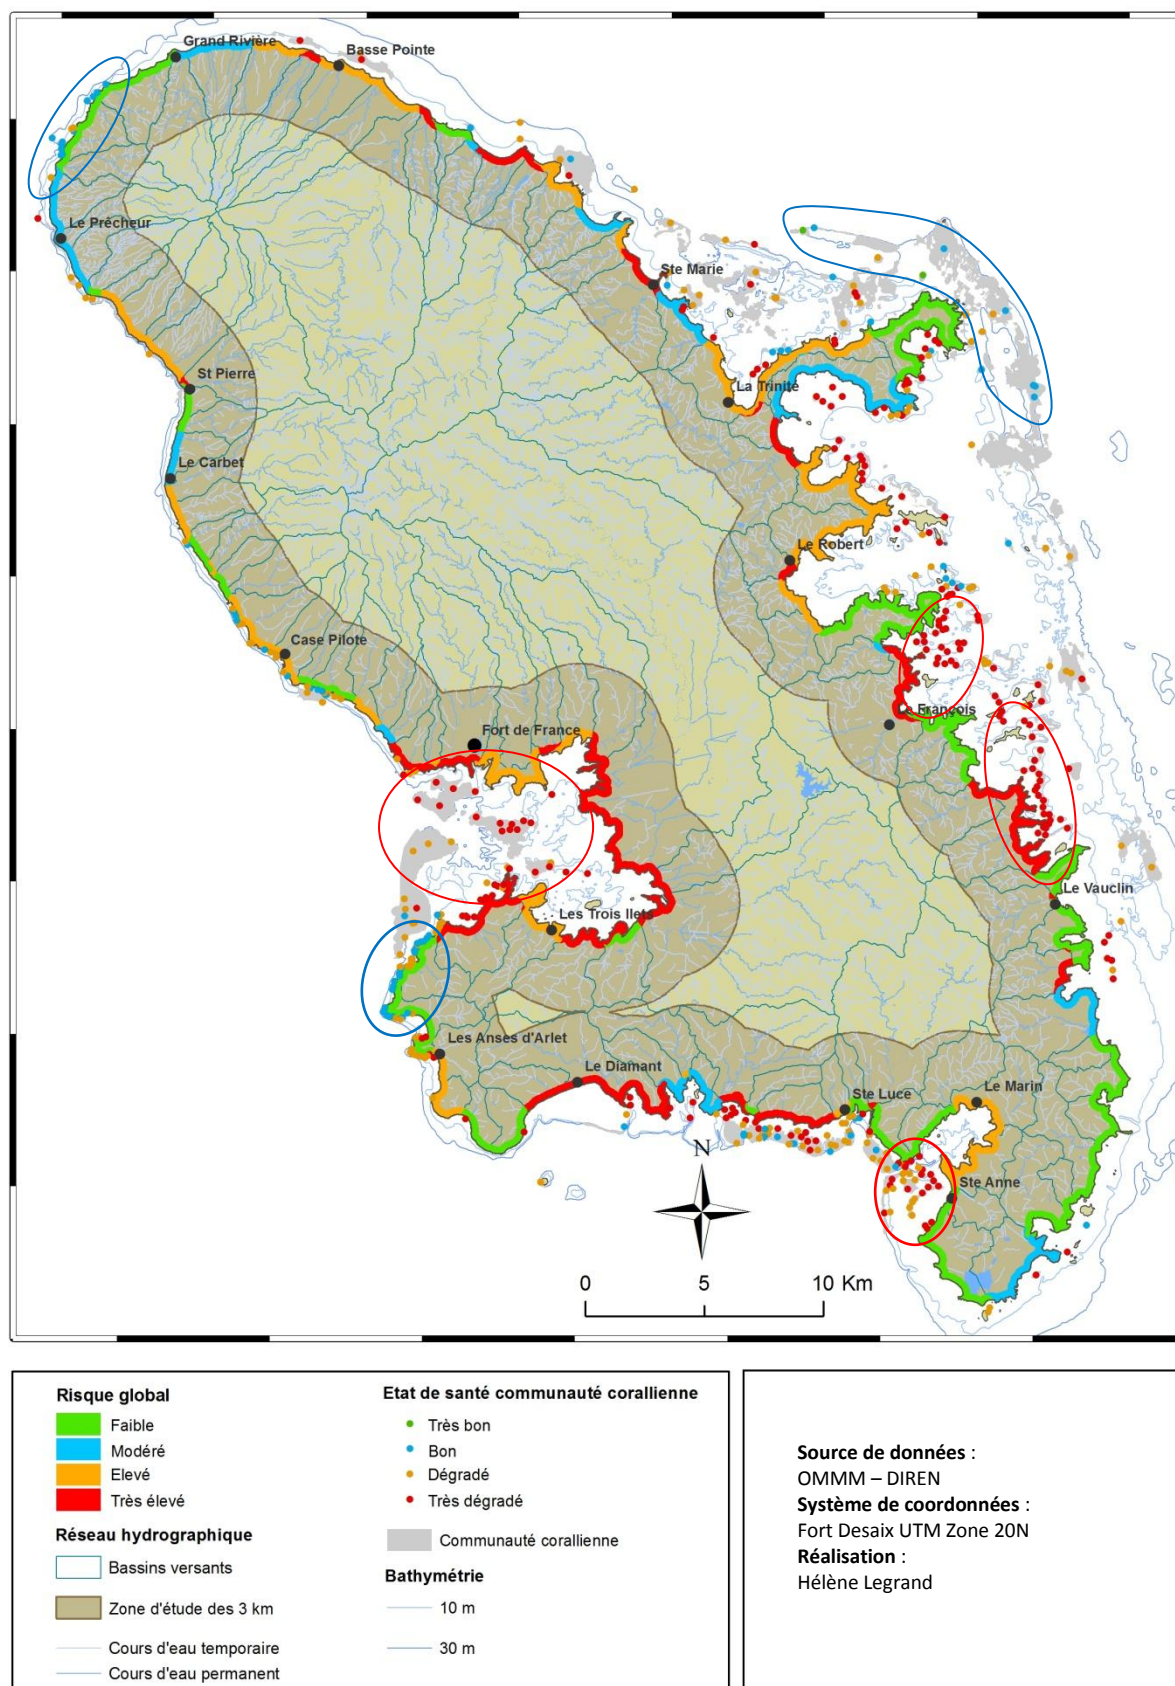 Grand Rivière
Basse Pointe
Le Prêcheur
Ste Marie
St Pierre
La Trinité
Le Carbet
Le Robert
Case Pilote
Le François
Fort de France
Le Vauclin
Les Trois Ilets
Les Anses d'Arlet
Le Diamant
Ste Luce
Le Marin
N
Ste Anne
0 5 10 Km
Risque global
Faible
Modéré
Elevé
Très élevé
Réseau hydrographique
Bassins versants
Zone d'étude des 3 km
Cours d'eau temporaire
Cours d'eau permanent
Etat de santé communauté corallienne
Très bon
Bon
Dégradé
Très dégradé
Communauté corallienne
Bathymétrie
10 m
30 m
Source de données :
OMMM – DIREN
Système de coordonnées :
Fort Desaix UTM Zone 20N
Réalisation :
Hélène Legrand